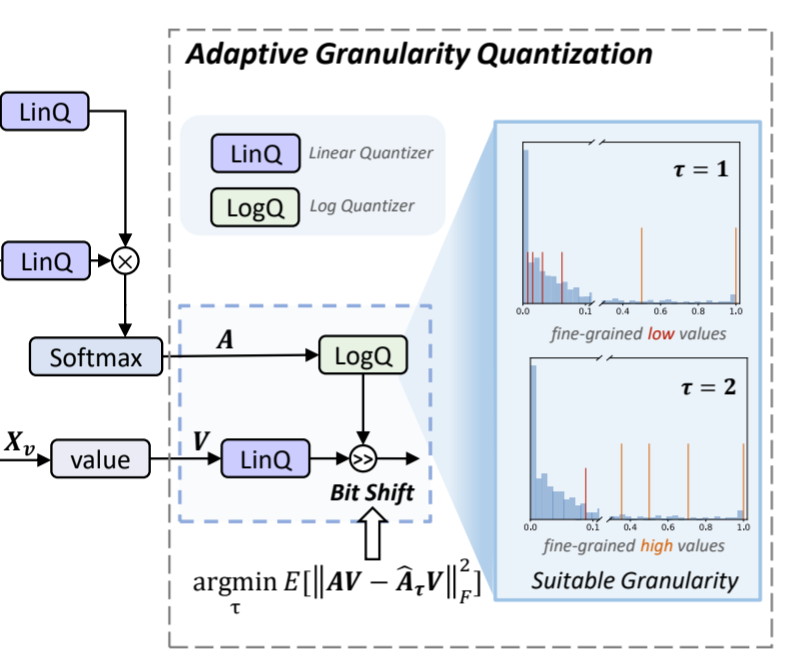 Adaptive Granularity Quantization
LinQ
LinQ
Linear Quantizer
LogQ
Log Quantizer
LinQ
×
Softmax
A
LogQ
X_v
value
V
LinQ
>>
Bit Shift
argmin E[‖AV − Â_τV‖²_F]
τ
τ = 1
0.0 0.1 0.4 0.6 0.8 1.0
fine-grained low values
τ = 2
0.0 0.1 0.4 0.6 0.8 1.0
fine-grained high values
Suitable Granularity